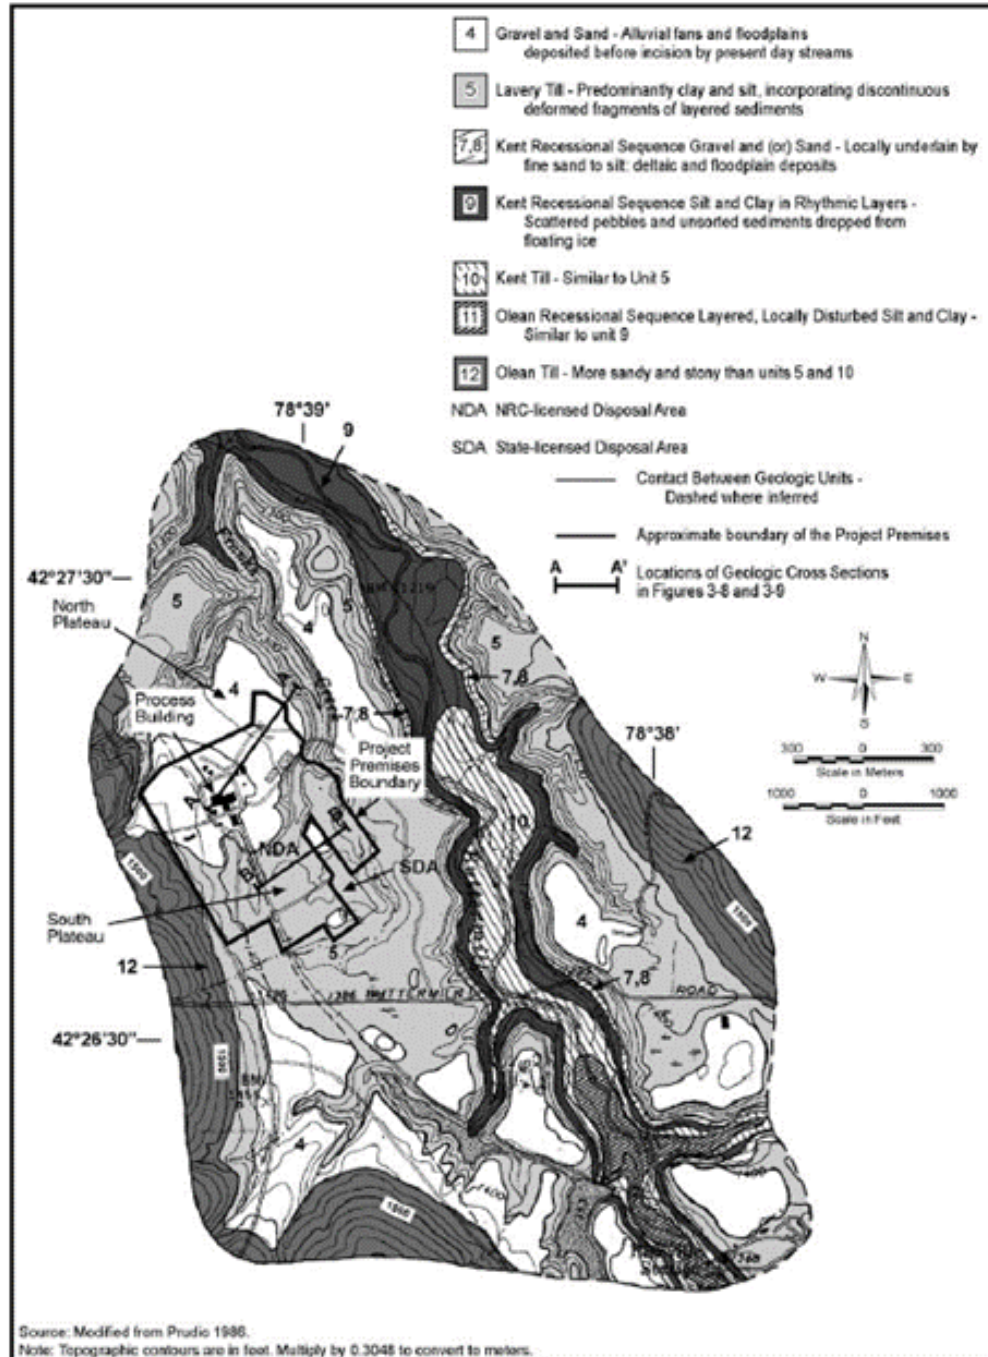 4 Gravel and Sand - Alluvial fans and floodplains
deposited before incision by present day streams
5 Lavery Till - Predominantly clay and silt, incorporating discontinuous
deformed fragments of layered sediments
7,8 Kent Recessional Sequence Gravel and (or) Sand - Locally underlain by
fine sand to silt: deltaic and floodplain deposits
9 Kent Recessional Sequence Silt and Clay in Rhythmic Layers -
Scattered pebbles and unsorted sediments dropped from
floating ice
10 Kent Till - Similar to Unit 5
11 Olean Recessional Sequence Layered, Locally Disturbed Silt and Clay -
Similar to unit 9
12 Olean Till - More sandy and stony than units 5 and 10
NDA NRC-licensed Disposal Area
SDA State-licensed Disposal Area
Contact Between Geologic Units -
Dashed where inferred
Approximate boundary of the Project Premises
A A' Locations of Geologic Cross Sections
in Figures 3-8 and 3-9
78°39'
9
42°27'30"
North
Plateau
5
4
5
5
4
7,8
7,8
Process
Building
Project
Premises
Boundary
N
W E
S
78°38'
300 0 300
Scale in Meters
1000 0 1000
Scale in Feet
10
12
1500
NDA
SDA
A
South
Plateau
5
4
12
7,8
ROAD
42°26'30"
1500
4
1400
1500
Source: Modified from Prudic 1986.
Note: Topographic contours are in feet. Multiply by 0.3048 to convert to meters.